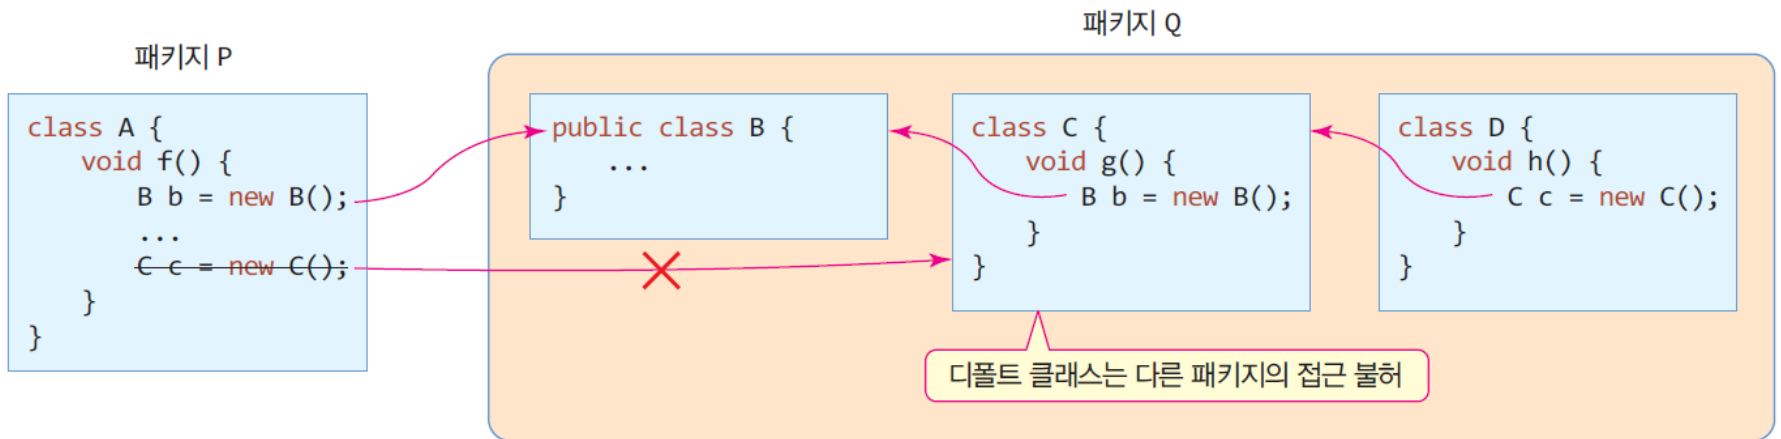 패키지 P
class A {
void f() {
B b = new B();
...
C c = new C();
}
}
패키지 Q
public class B {
...
}
class C {
void g() {
B b = new B();
}
}
class D {
void h() {
C c = new C();
}
}
디폴트 클래스는 다른 패키지의 접근 불허